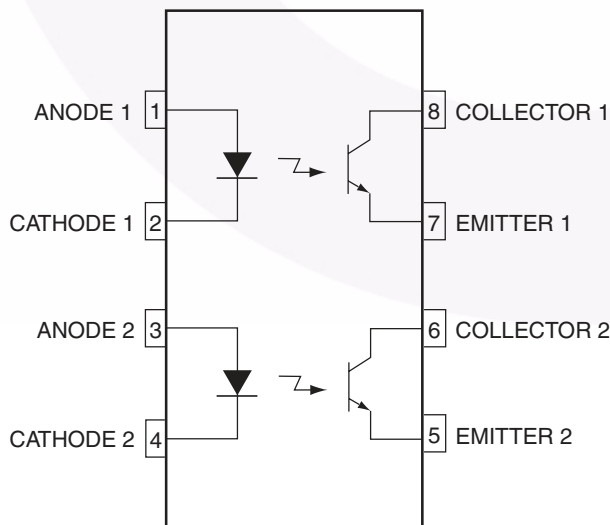 ANODE 1 1 8 COLLECTOR 1
CATHODE 1 2 7 EMITTER 1
ANODE 2 3 6 COLLECTOR 2
CATHODE 2 4 5 EMITTER 2